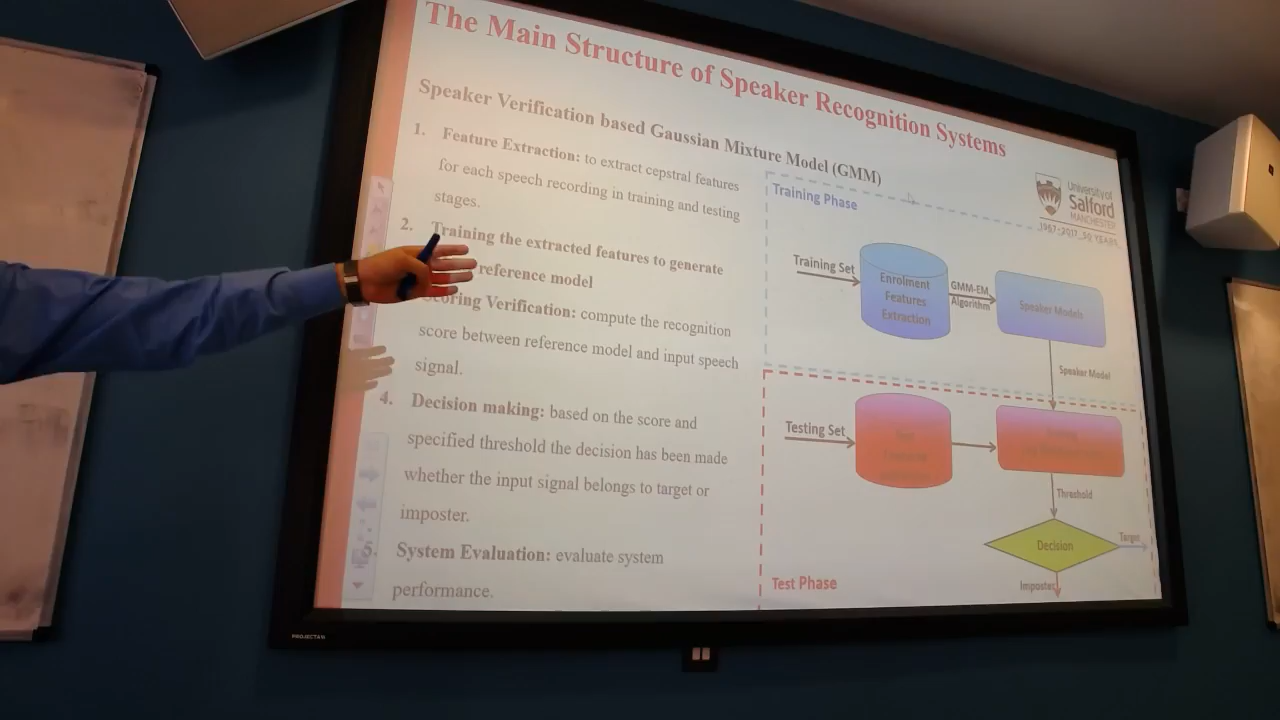 The Main Structure of Speaker Recognition Systems
Speaker Verification based Gaussian Mixture Model (GMM)
1. Feature Extraction: to extract cepstral features
for each speech recording in training and testing
stages.
2. Training the extracted features to generate
reference model
Scoring Verification: compute the recognition
score between reference model and input speech
signal.
4. Decision making: based on the score and
specified threshold the decision has been made
whether the input signal belongs to target or
imposter.
5. System Evaluation: evaluate system
performance.
University of
Salford
MANCHESTER
1967-2017_50 YEARS
Training Phase
Training Set
Enrolment
Features
Extraction
GMM-EM
Algorithm
Speaker Models
Speaker Model
Testing Set
Threshold
Decision
Target
Imposter
Test Phase